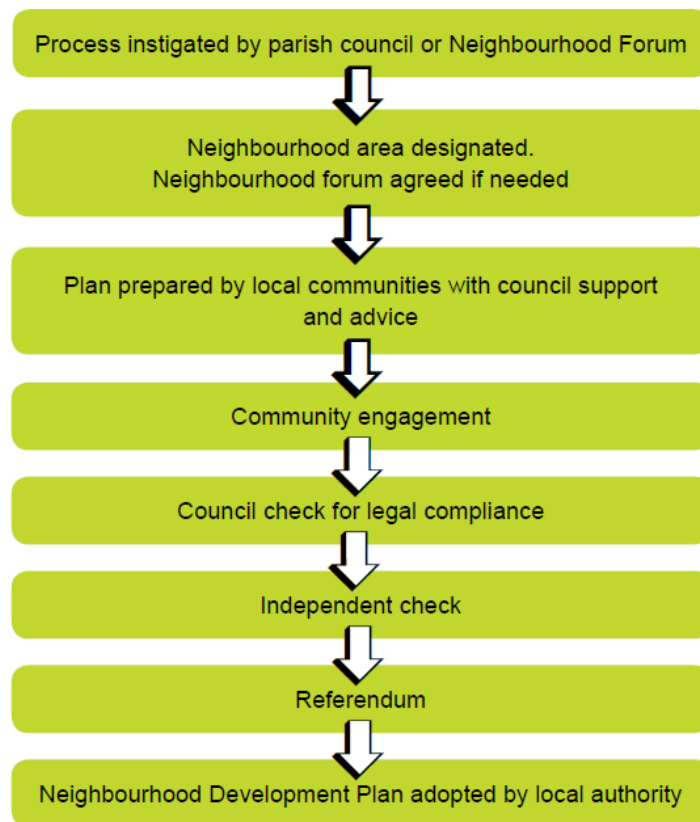 Process instigated by parish council or Neighbourhood Forum
Neighbourhood area designated.
Neighbourhood forum agreed if needed
Plan prepared by local communities with council support
and advice
Community engagement
Council check for legal compliance
Independent check
Referendum
Neighbourhood Development Plan adopted by local authority